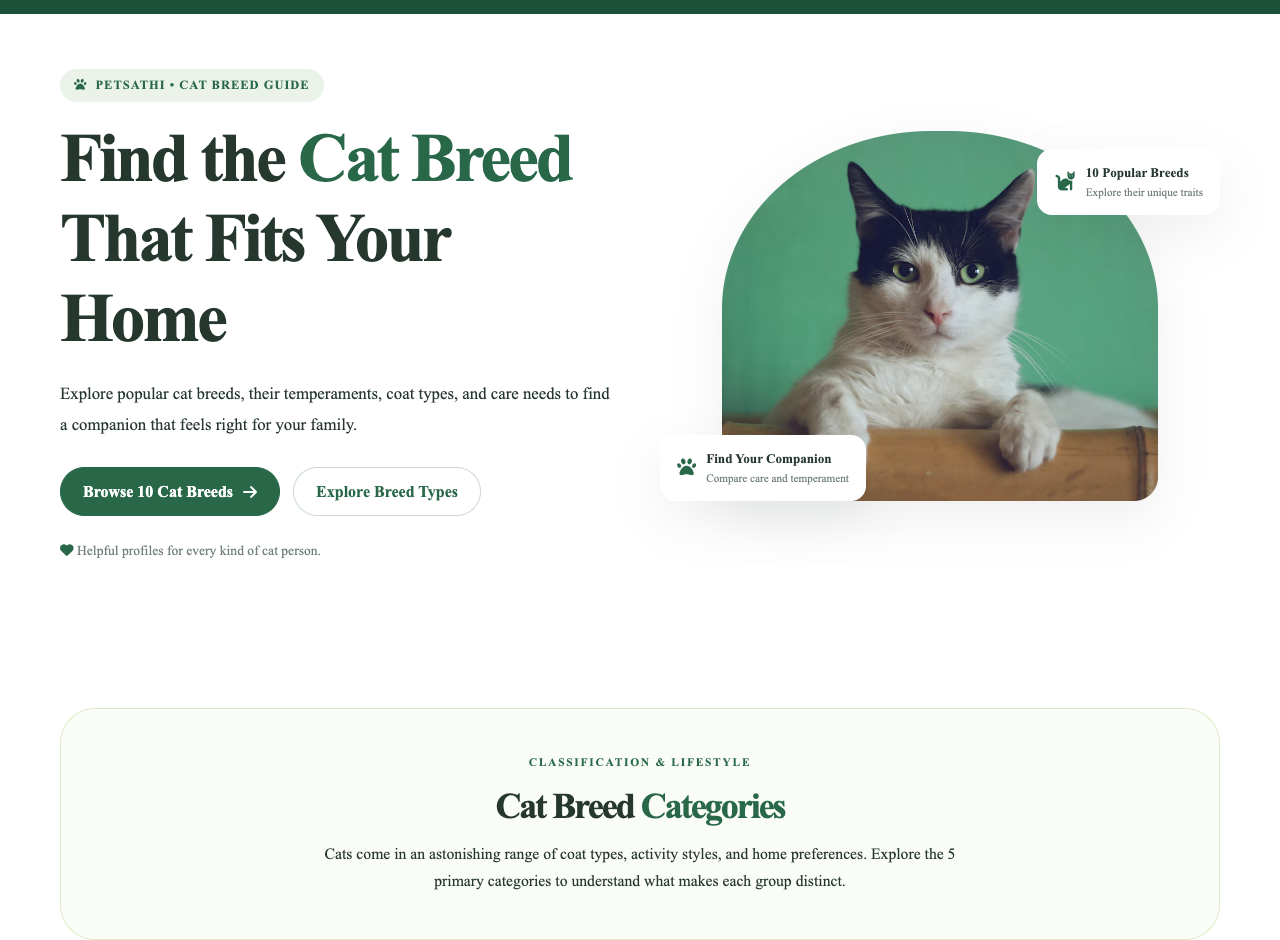 PETSATHI • CAT BREED GUIDE
Find the Cat Breed
That Fits Your
Home
Explore popular cat breeds, their temperaments, coat types, and care needs to find
a companion that feels right for your family.
Browse 10 Cat Breeds
Explore Breed Types
Helpful profiles for every kind of cat person.
10 Popular Breeds
Explore their unique traits
Find Your Companion
Compare care and temperament
CLASSIFICATION & LIFESTYLE
Cat Breed Categories
Cats come in an astonishing range of coat types, activity styles, and home preferences. Explore the 5
primary categories to understand what makes each group distinct.